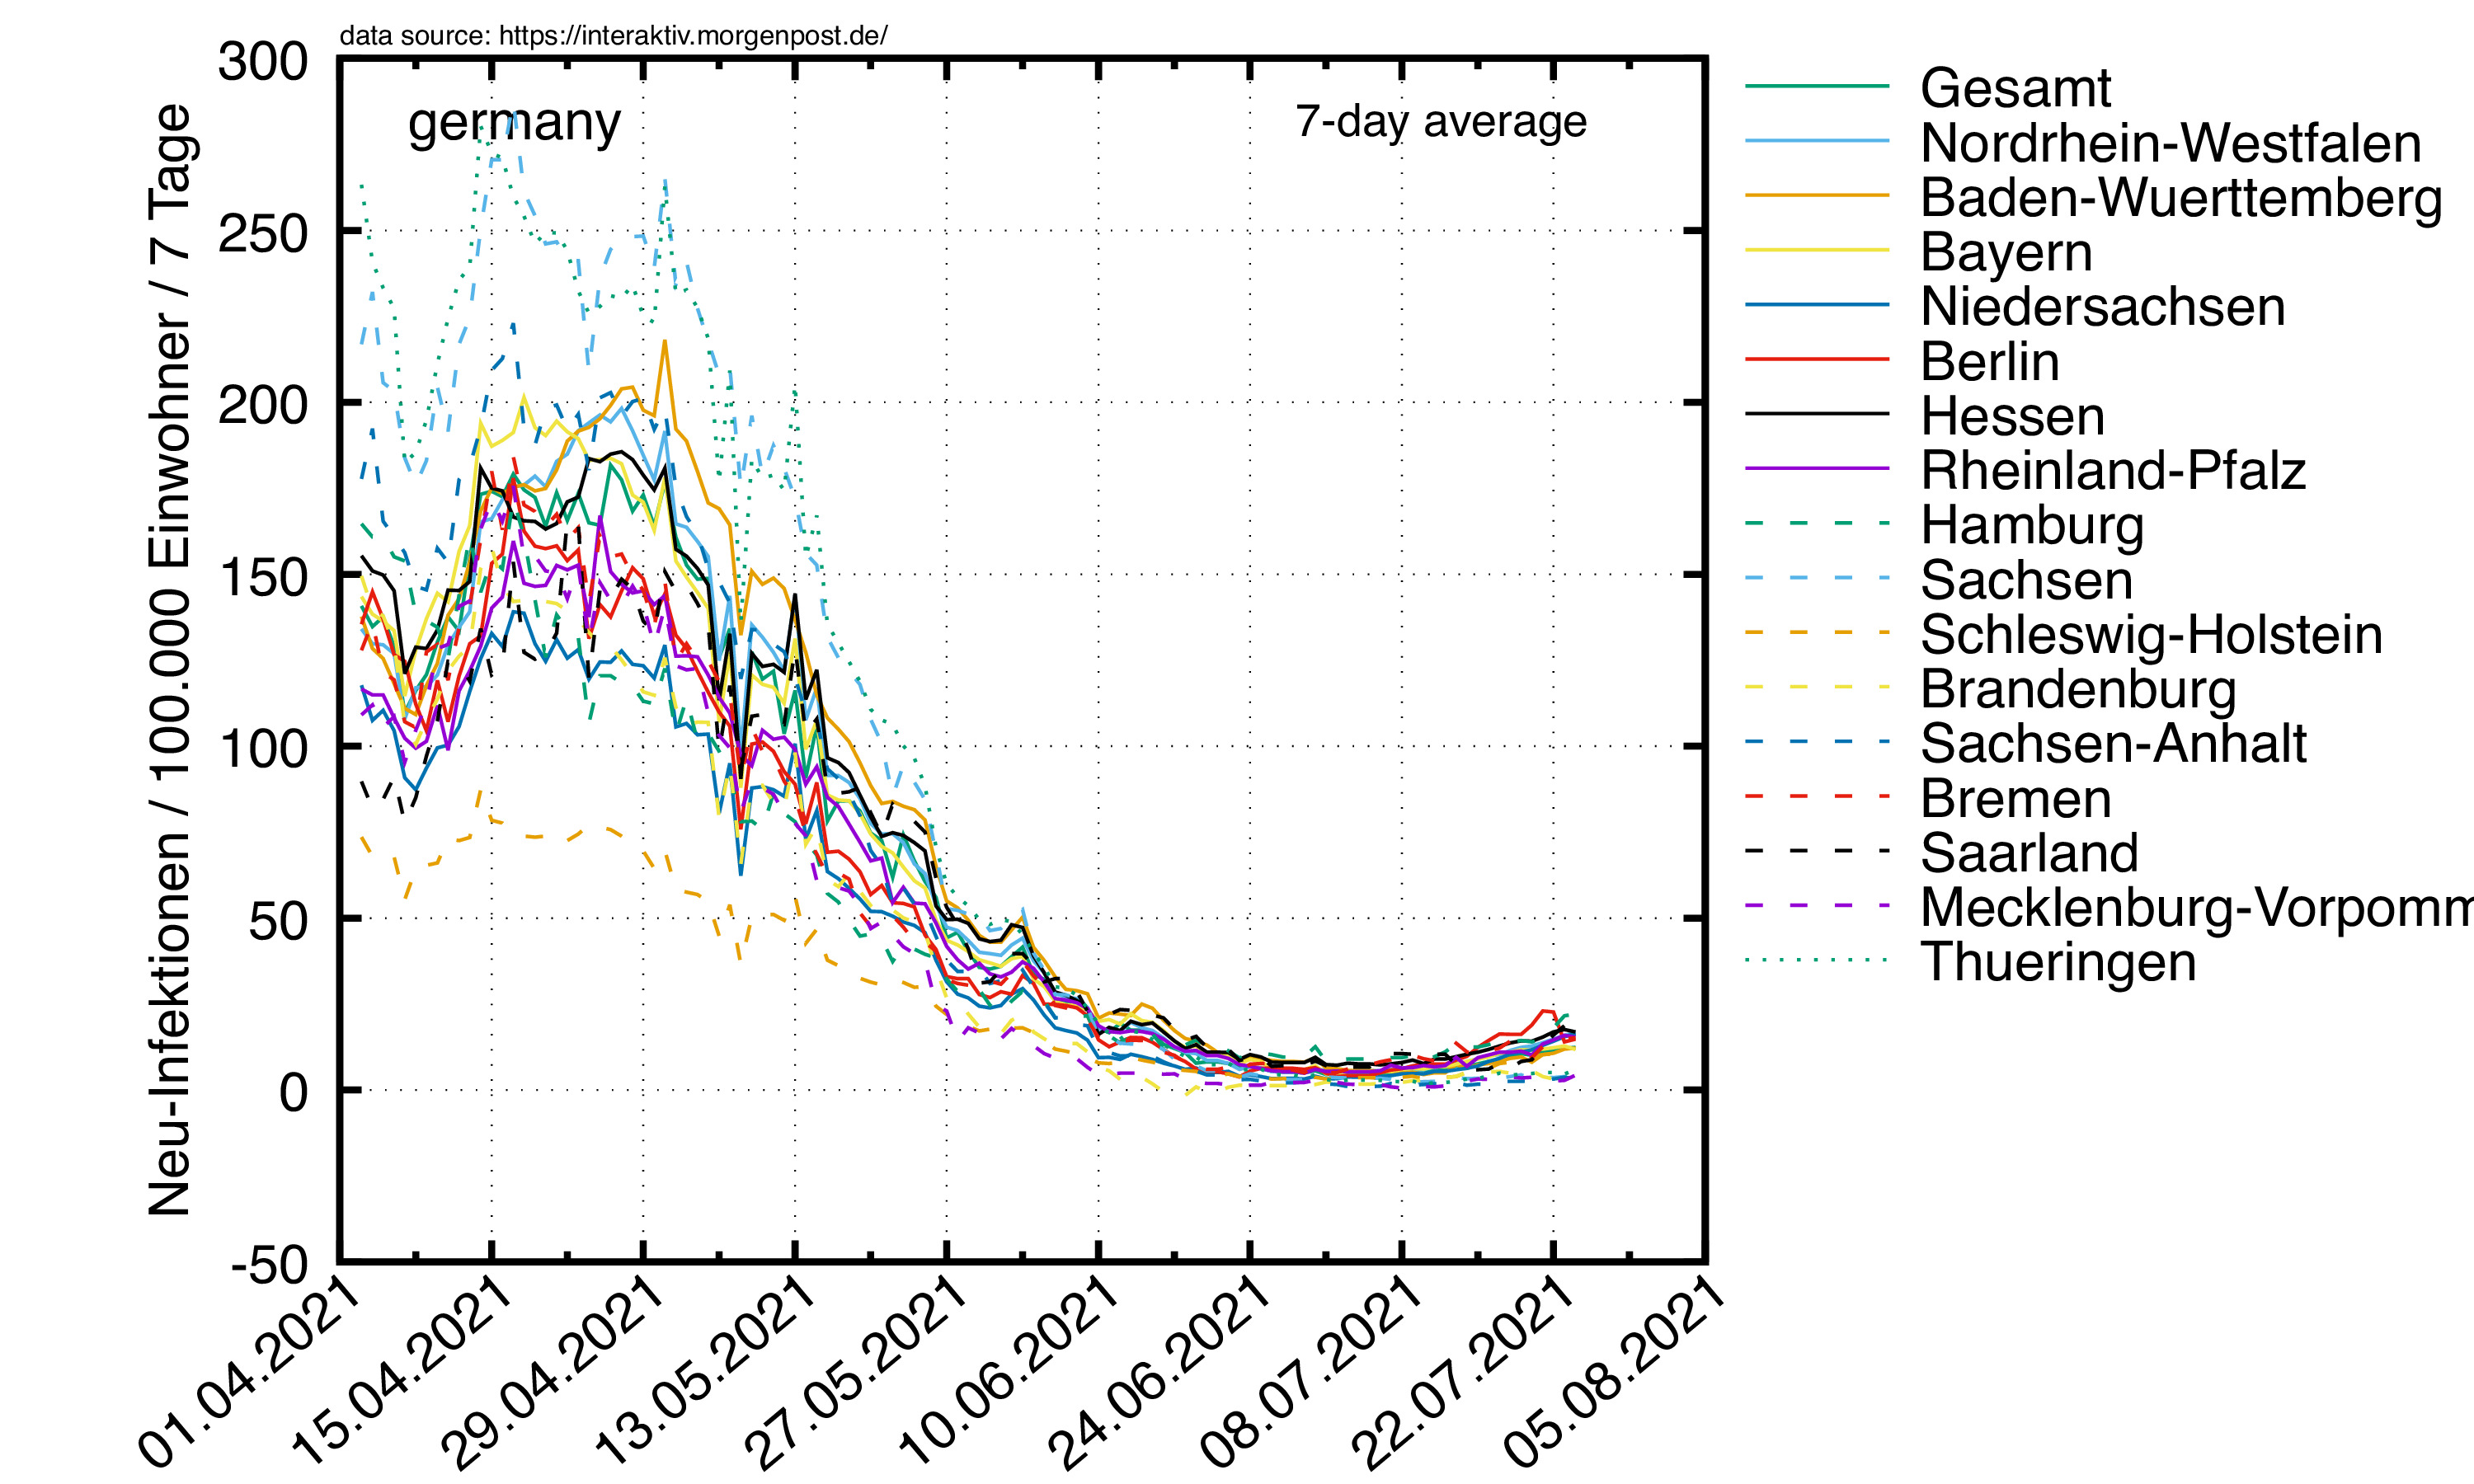 data source: https://interaktiv.morgenpost.de/
germany
7-day average
Neu-Infektionen / 100.000 Einwohner / 7 Tage
300
250
200
150
100
50
0
-50
01.04.2021
15.04.2021
29.04.2021
13.05.2021
27.05.2021
10.06.2021
24.06.2021
08.07.2021
22.07.2021
05.08.2021
Gesamt
Nordrhein-Westfalen
Baden-Wuerttemberg
Bayern
Niedersachsen
Berlin
Hessen
Rheinland-Pfalz
Hamburg
Sachsen
Schleswig-Holstein
Brandenburg
Sachsen-Anhalt
Bremen
Saarland
Mecklenburg-Vorpomm
Thueringen